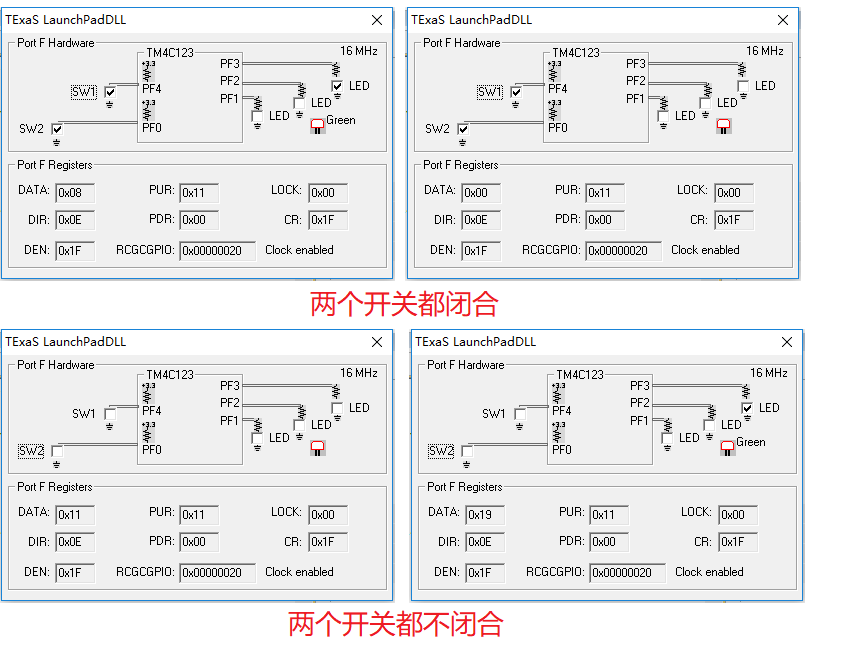 TExaS LaunchPadDLL
Port F Hardware
TM4C123
16 MHz
+3.3
PF3
SW1
PF4
PF2
LED
+3.3
PF1
LED
SW2
PF0
LED
Green
Port F Registers
DATA: 0x08 PUR: 0x11 LOCK: 0x00
DIR: 0x0E PDR: 0x00 CR: 0x1F
DEN: 0x1F RCGCGPIO: 0x00000020 Clock enabled
TExaS LaunchPadDLL
Port F Hardware
TM4C123
16 MHz
+3.3
PF3
SW1
PF4
PF2
LED
+3.3
PF1
LED
SW2
PF0
LED
Port F Registers
DATA: 0x00 PUR: 0x11 LOCK: 0x00
DIR: 0x0E PDR: 0x00 CR: 0x1F
DEN: 0x1F RCGCGPIO: 0x00000020 Clock enabled
两个开关都闭合
TExaS LaunchPadDLL
Port F Hardware
TM4C123
16 MHz
+3.3
PF3
SW1
PF4
PF2
LED
+3.3
PF1
LED
SW2
PF0
LED
Port F Registers
DATA: 0x11 PUR: 0x11 LOCK: 0x00
DIR: 0x0E PDR: 0x00 CR: 0x1F
DEN: 0x1F RCGCGPIO: 0x00000020 Clock enabled
TExaS LaunchPadDLL
Port F Hardware
TM4C123
16 MHz
+3.3
PF3
SW1
PF4
PF2
LED
+3.3
PF1
LED
SW2
PF0
LED
Green
Port F Registers
DATA: 0x19 PUR: 0x11 LOCK: 0x00
DIR: 0x0E PDR: 0x00 CR: 0x1F
DEN: 0x1F RCGCGPIO: 0x00000020 Clock enabled
两个开关都不闭合